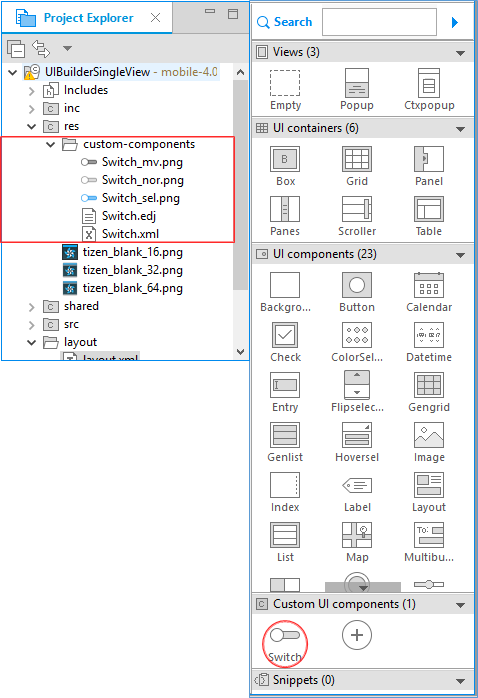 Project Explorer
UIBuilderSingleView - mobile-4.0
Includes
inc
res
custom-components
Switch_mv.png
Switch_nor.png
Switch_sel.png
Switch.edj
Switch.xml
tizen_blank_16.png
tizen_blank_32.png
tizen_blank_64.png
shared
src
layout
layout.xml
Search
Views (3)
Empty Popup Ctxpopup
UI containers (6)
Box Grid Panel
Panes Scroller Table
UI components (23)
Backgro... Button Calendar
Check ColorSel... Datetime
Entry Flipselec... Gengrid
Genlist Hoversel Image
Index Label Layout
List Map Multibu...
Custom UI components (1)
Switch
Snippets (0)